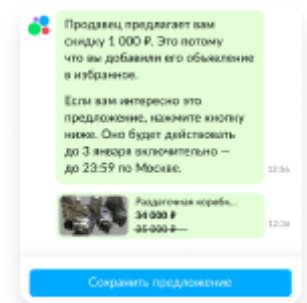 Продавец предлагает вам
скидку 1 000 ₽. Это потому
что вы добавили его объявление
в избранное.
Если вам интересно это
предложение, нажмите кнопку
ниже. Оно будет действовать
до 3 января включительно —
до 23:59 по Москве.
12:36
Раздаточная коробк...
34 000 ₽
35 000 ₽
12:36
Сохранить предложение